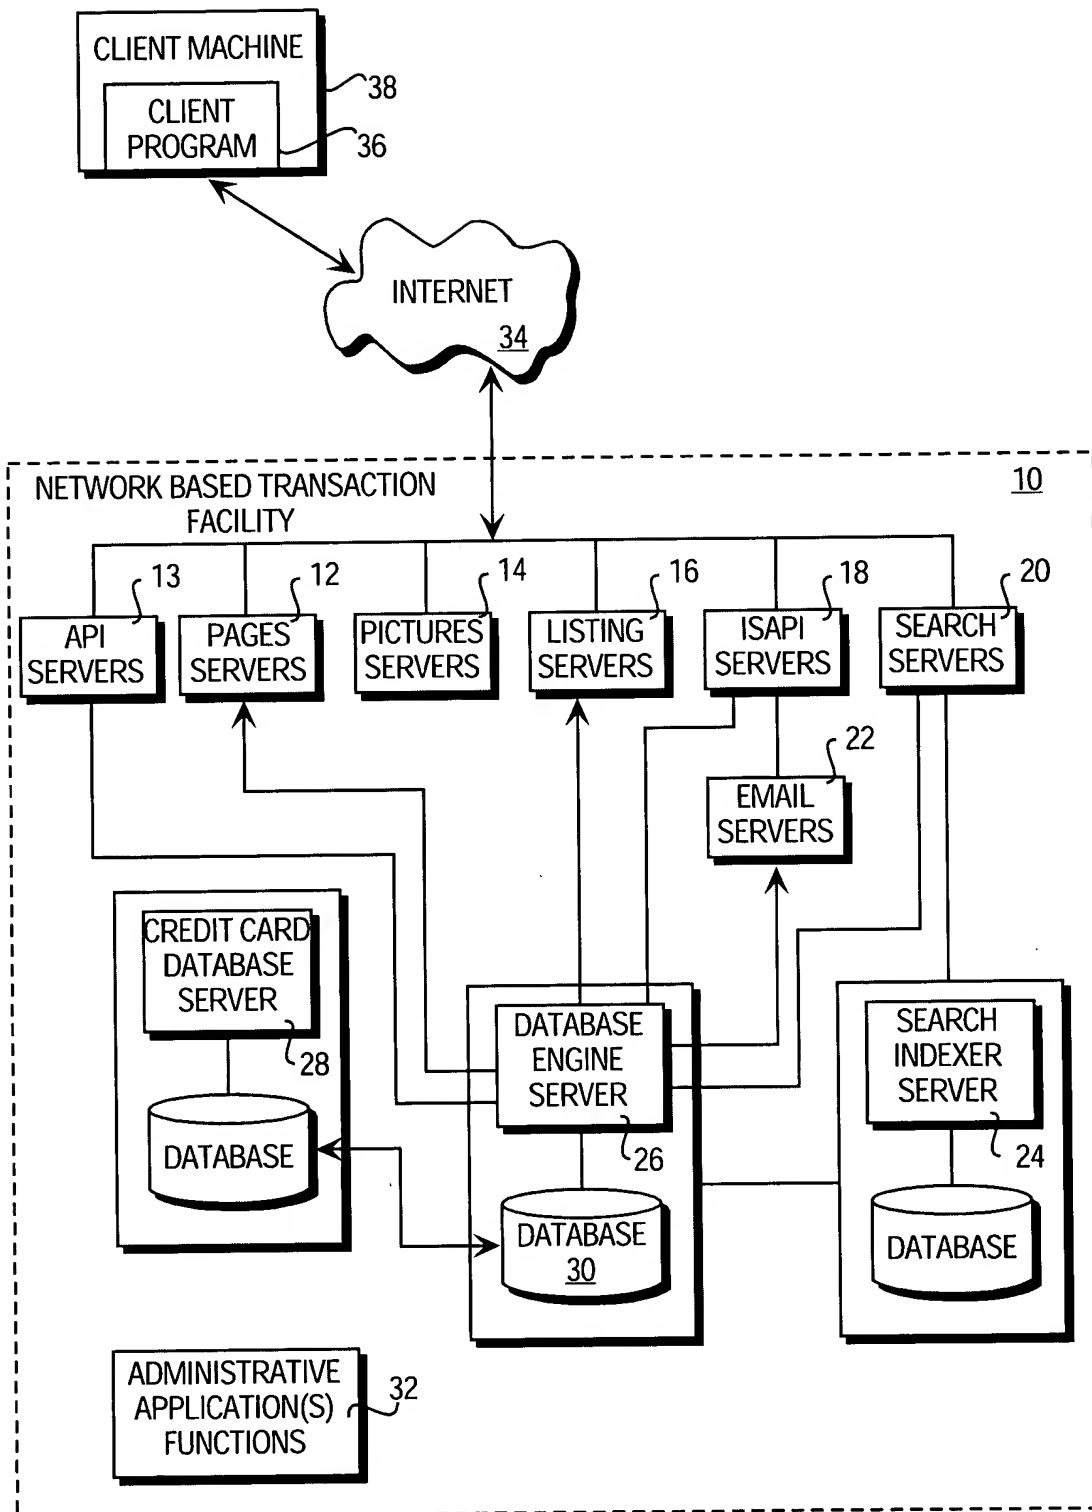 CLIENT MACHINE
38
CLIENT
PROGRAM
36
INTERNET
34
NETWORK BASED TRANSACTION
FACILITY
10
13
API
SERVERS
12
PAGES
SERVERS
14
PICTURES
SERVERS
16
LISTING
SERVERS
18
ISAPI
SERVERS
20
SEARCH
SERVERS
22
EMAIL
SERVERS
CREDIT CARD
DATABASE
SERVER
28
DATABASE
DATABASE
ENGINE
SERVER
26
DATABASE
30
SEARCH
INDEXER
SERVER
24
DATABASE
ADMINISTRATIVE
APPLICATION(S)
FUNCTIONS
32